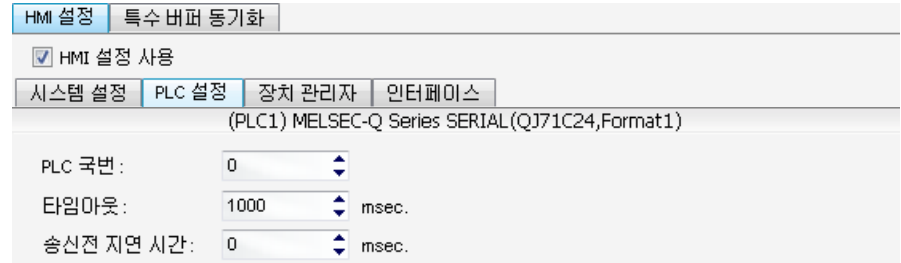 HMI 설정 특수 버퍼 동기화
HMI 설정 사용
시스템 설정 PLC 설정 장치 관리자 인터페이스
(PLC1) MELSEC-Q Series SERIAL(QJ71C24,Format1)
PLC 국번 : 0
타임아웃 : 1000 msec.
송신전 지연 시간 : 0 msec.